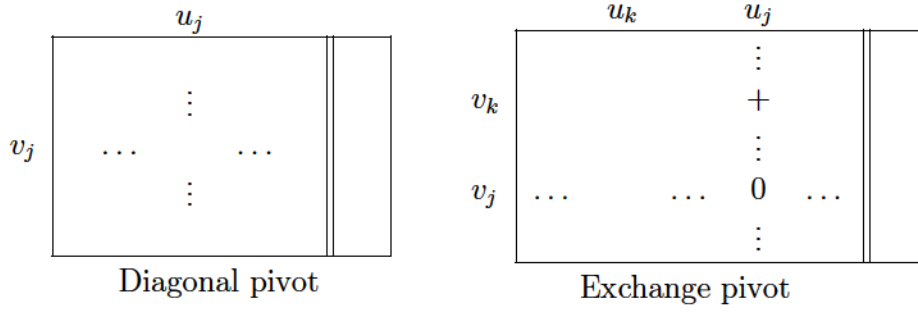 u_j
⋮
v_j … …
⋮
Diagonal pivot
u_k u_j
⋮
v_k +
⋮
v_j … … 0 …
⋮
Exchange pivot